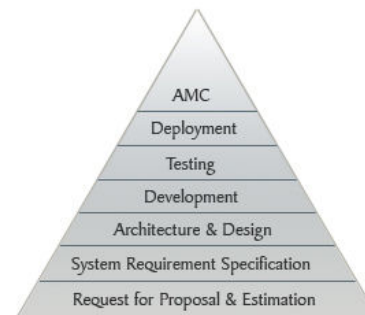 AMC
Deployment
Testing
Development
Architecture & Design
System Requirement Specification
Request for Proposal & Estimation